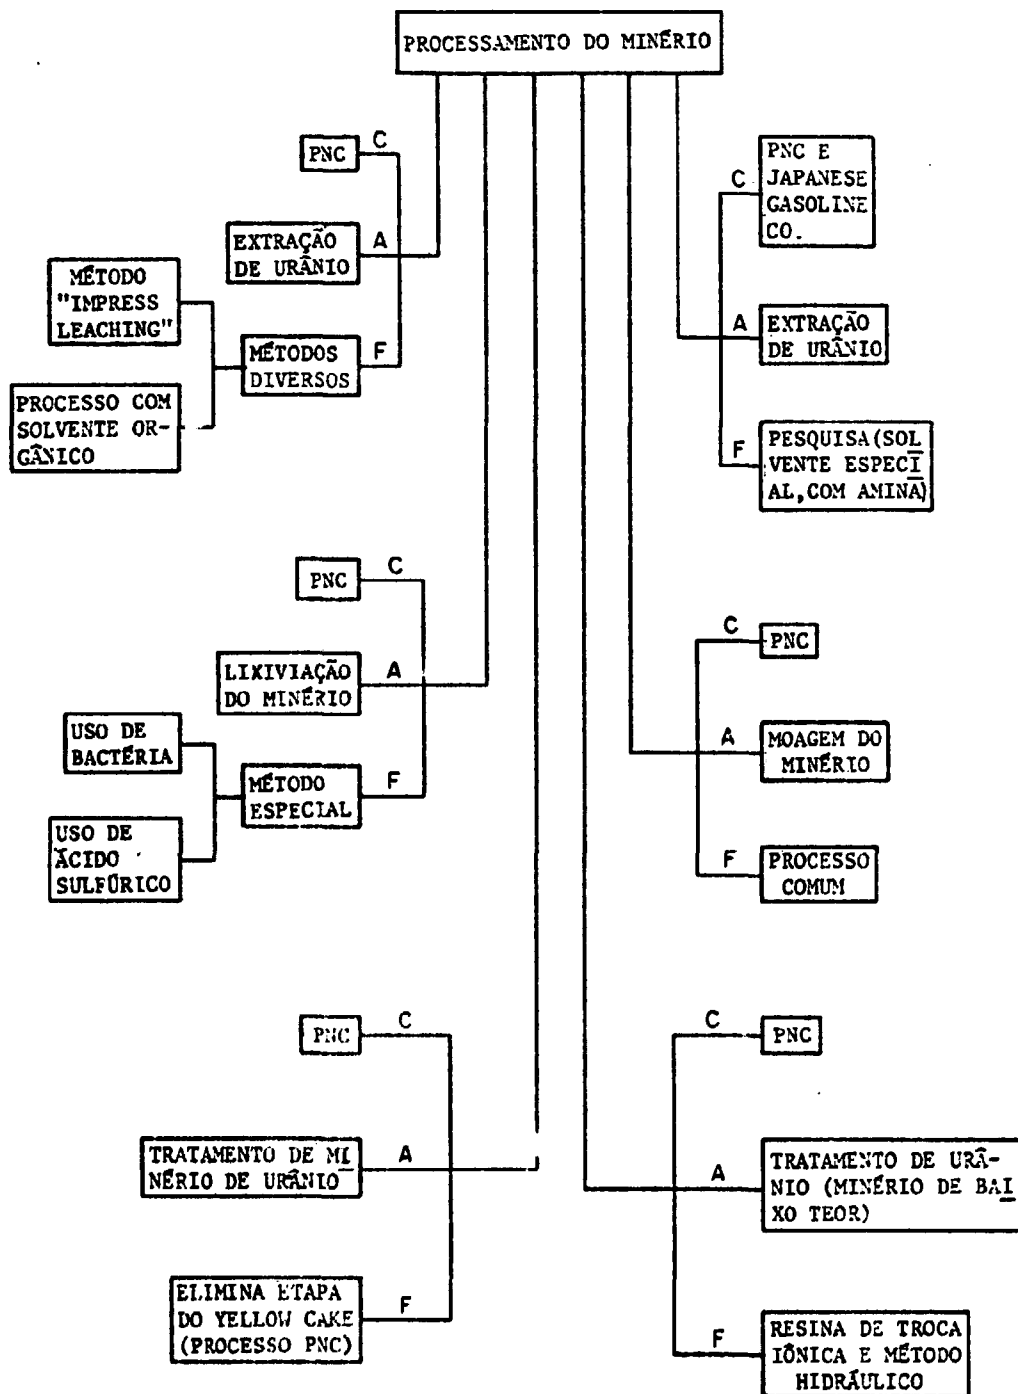 PROCESSAMENTO DO MINÉRIO
PNC
C
EXTRAÇÃO
DE URÂNIO
A
MÉTODO
"IMPRESS
LEACHING"
MÉTODOS
DIVERSOS
F
PROCESSO COM
SOLVENTE OR-
GÂNICO
C
PNC E
JAPANESE
GASOLINE
CO.
A
EXTRAÇÃO
DE URÂNIO
F
PESQUISA(SOL
VENTE ESPECI
AL,COM AMINA)
PNC
C
LIXIVIAÇÃO
DO MINÉRIO
A
USO DE
BACTÉRIA
MÉTODO
ESPECIAL
F
USO DE
ÁCIDO
SULFÚRICO
C
PNC
A
MOAGEM DO
MINÉRIO
F
PROCESSO
COMUM
PNC
C
TRATAMENTO DE MI
NÉRIO DE URÂNIO
A
ELIMINA ETAPA
DO YELLOW CAKE
(PROCESSO PNC)
F
C
PNC
A
TRATAMENTO DE URÂ-
NIO (MINÉRIO DE BAI
XO TEOR)
F
RESINA DE TROCA
IÔNICA E MÉTODO
HIDRÁULICO